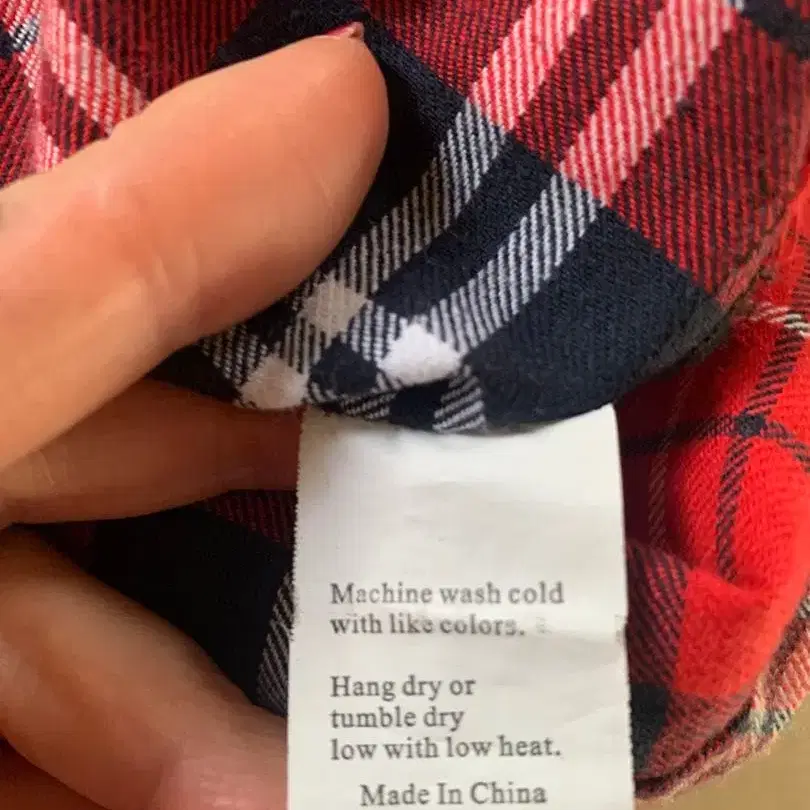 Machine wash cold
with like colors.
Hang dry or
tumble dry
low with low heat.
Made In China